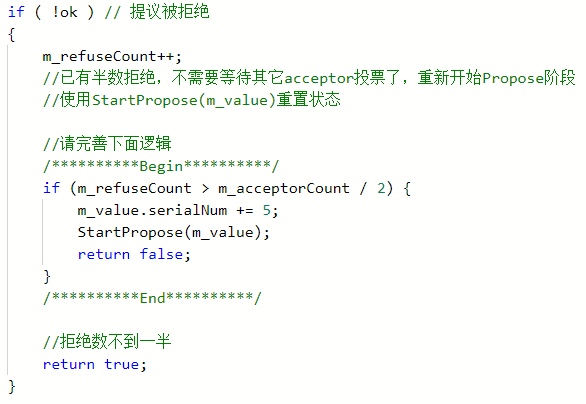 if ( !ok ) // 提议被拒绝
{
m_refuseCount++;
//已有半数拒绝，不需要等待其它acceptor投票了，重新开始Propose阶段
//使用StartPropose(m_value)重置状态
//请完善下面逻辑
/**********Begin**********/
if (m_refuseCount > m_acceptorCount / 2) {
m_value.serialNum += 5;
StartPropose(m_value);
return false;
}
/**********End**********/
//拒绝数不到一半
return true;
}